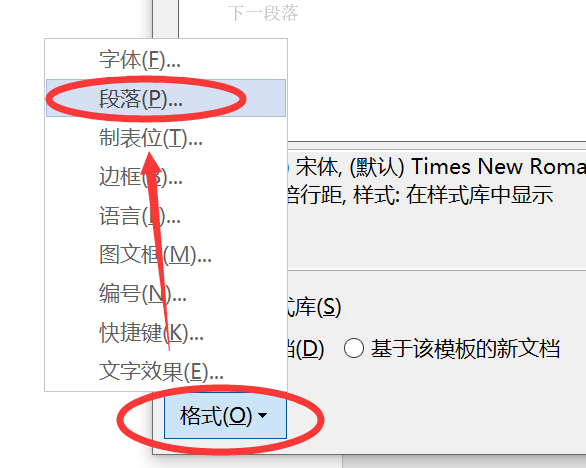 下一段落
字体(F)...
段落(P)...
制表位(T)...
边框(B)...
语言(L)...
图文框(M)...
编号(N)...
快捷键(K)...
文字效果(E)...
格式(O)
) 宋体, (默认) Times New Roma
行距, 样式: 在样式库中显示
式库(S)
(D) 基于该模板的新文档